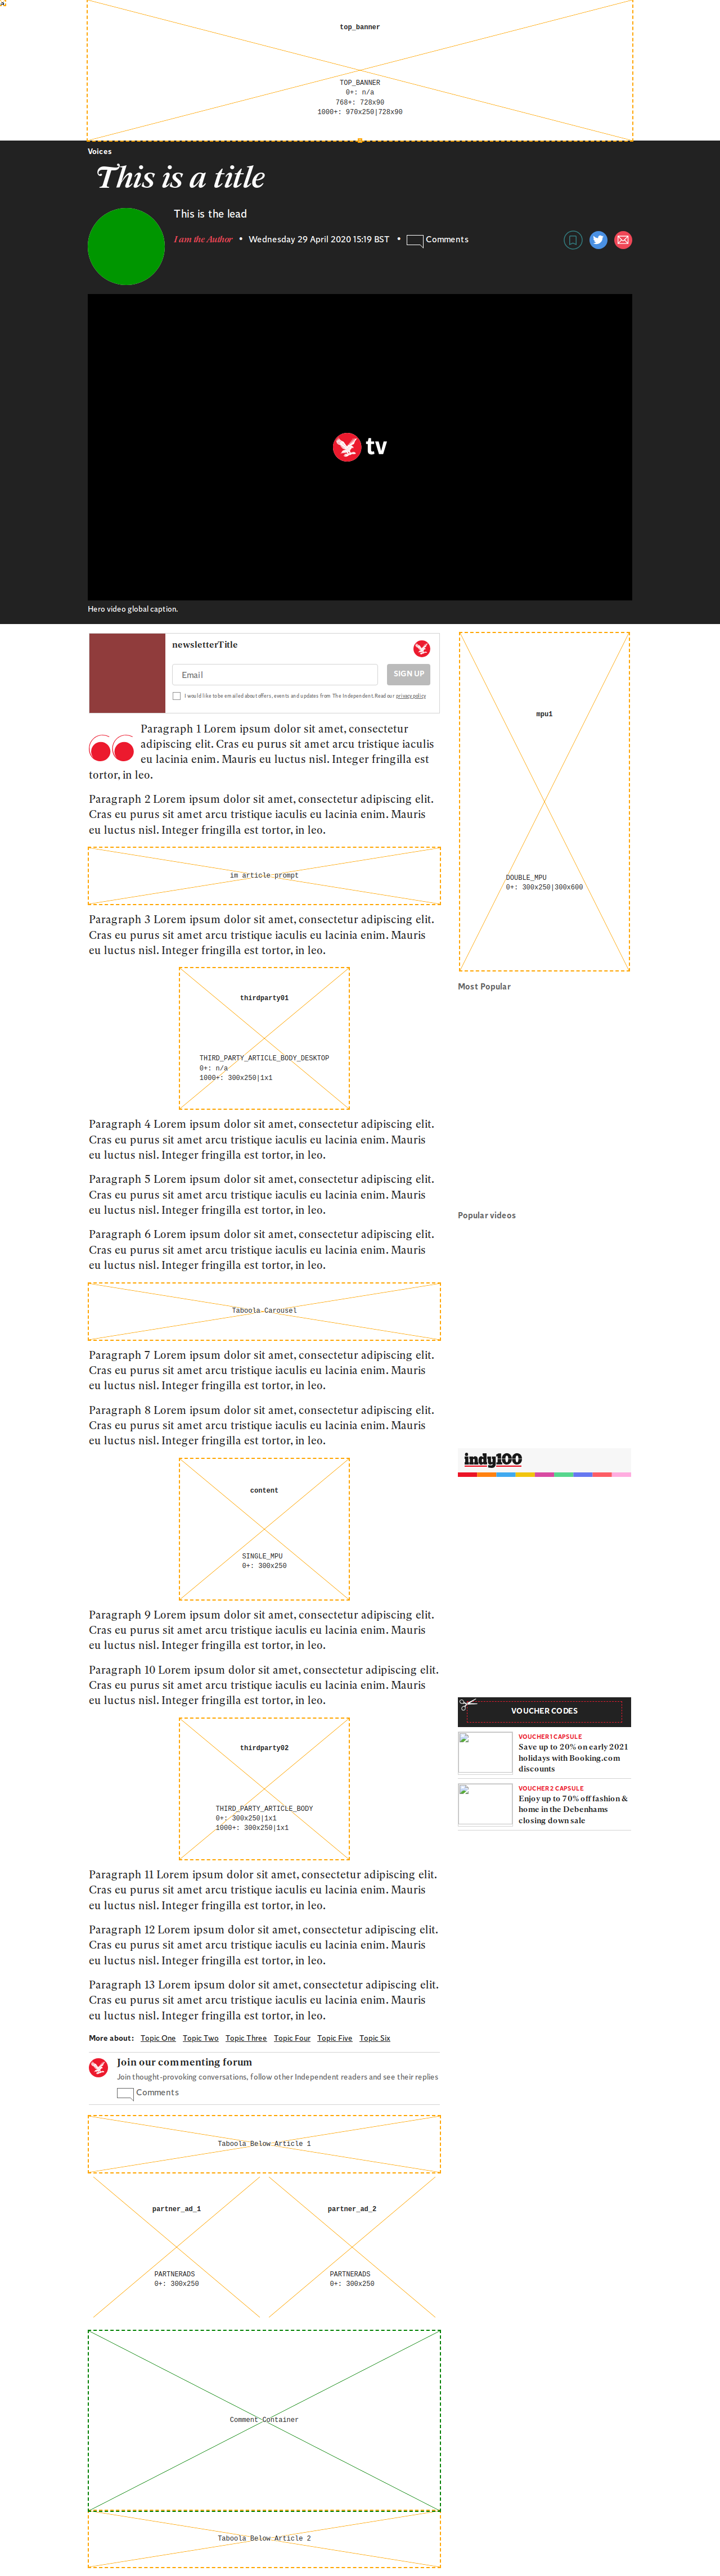 top_banner
TOP_BANNER
0+: n/a
768+: 728x90
1000+: 970x250|728x90
Voices
This is a title
This is the lead
I am the Author • Wednesday 29 April 2020 15:19 BST • Comments
tv
Hero video global caption.
newsletterTitle
Email
SIGN UP
I would like to be emailed about offers, events and updates from The Independent. Read our privacy policy
Paragraph 1 Lorem ipsum dolor sit amet, consectetur
adipiscing elit. Cras eu purus sit amet arcu tristique iaculis
eu lacinia enim. Mauris eu luctus nisl. Integer fringilla est
tortor, in leo.
Paragraph 2 Lorem ipsum dolor sit amet, consectetur adipiscing elit.
Cras eu purus sit amet arcu tristique iaculis eu lacinia enim. Mauris
eu luctus nisl. Integer fringilla est tortor, in leo.
im article prompt
Paragraph 3 Lorem ipsum dolor sit amet, consectetur adipiscing elit.
Cras eu purus sit amet arcu tristique iaculis eu lacinia enim. Mauris
eu luctus nisl. Integer fringilla est tortor, in leo.
thirdparty01
THIRD_PARTY_ARTICLE_BODY_DESKTOP
0+: n/a
1000+: 300x250|1x1
Paragraph 4 Lorem ipsum dolor sit amet, consectetur adipiscing elit.
Cras eu purus sit amet arcu tristique iaculis eu lacinia enim. Mauris
eu luctus nisl. Integer fringilla est tortor, in leo.
Paragraph 5 Lorem ipsum dolor sit amet, consectetur adipiscing elit.
Cras eu purus sit amet arcu tristique iaculis eu lacinia enim. Mauris
eu luctus nisl. Integer fringilla est tortor, in leo.
Paragraph 6 Lorem ipsum dolor sit amet, consectetur adipiscing elit.
Cras eu purus sit amet arcu tristique iaculis eu lacinia enim. Mauris
eu luctus nisl. Integer fringilla est tortor, in leo.
Taboola Carousel
Paragraph 7 Lorem ipsum dolor sit amet, consectetur adipiscing elit.
Cras eu purus sit amet arcu tristique iaculis eu lacinia enim. Mauris
eu luctus nisl. Integer fringilla est tortor, in leo.
Paragraph 8 Lorem ipsum dolor sit amet, consectetur adipiscing elit.
Cras eu purus sit amet arcu tristique iaculis eu lacinia enim. Mauris
eu luctus nisl. Integer fringilla est tortor, in leo.
content
SINGLE_MPU
0+: 300x250
Paragraph 9 Lorem ipsum dolor sit amet, consectetur adipiscing elit.
Cras eu purus sit amet arcu tristique iaculis eu lacinia enim. Mauris
eu luctus nisl. Integer fringilla est tortor, in leo.
Paragraph 10 Lorem ipsum dolor sit amet, consectetur adipiscing elit.
Cras eu purus sit amet arcu tristique iaculis eu lacinia enim. Mauris
eu luctus nisl. Integer fringilla est tortor, in leo.
thirdparty02
THIRD_PARTY_ARTICLE_BODY
0+: 300x250|1x1
1000+: 300x250|1x1
Paragraph 11 Lorem ipsum dolor sit amet, consectetur adipiscing elit.
Cras eu purus sit amet arcu tristique iaculis eu lacinia enim. Mauris
eu luctus nisl. Integer fringilla est tortor, in leo.
Paragraph 12 Lorem ipsum dolor sit amet, consectetur adipiscing elit.
Cras eu purus sit amet arcu tristique iaculis eu lacinia enim. Mauris
eu luctus nisl. Integer fringilla est tortor, in leo.
Paragraph 13 Lorem ipsum dolor sit amet, consectetur adipiscing elit.
Cras eu purus sit amet arcu tristique iaculis eu lacinia enim. Mauris
eu luctus nisl. Integer fringilla est tortor, in leo.
More about: Topic One Topic Two Topic Three Topic Four Topic Five Topic Six
Join our commenting forum
Join thought-provoking conversations, follow other Independent readers and see their replies
Comments
Taboola Below Article 1
partner_ad_1
PARTNERADS
0+: 300x250
partner_ad_2
PARTNERADS
0+: 300x250
Comment Container
Taboola Below Article 2
mpu1
DOUBLE_MPU
0+: 300x250|300x600
Most Popular
Popular videos
indy100
VOUCHER CODES
VOUCHER 1 CAPSULE
Save up to 20% on early 2021
holidays with Booking.com
discounts
VOUCHER 2 CAPSULE
Enjoy up to 70% off fashion &
home in the Debenhams
closing down sale